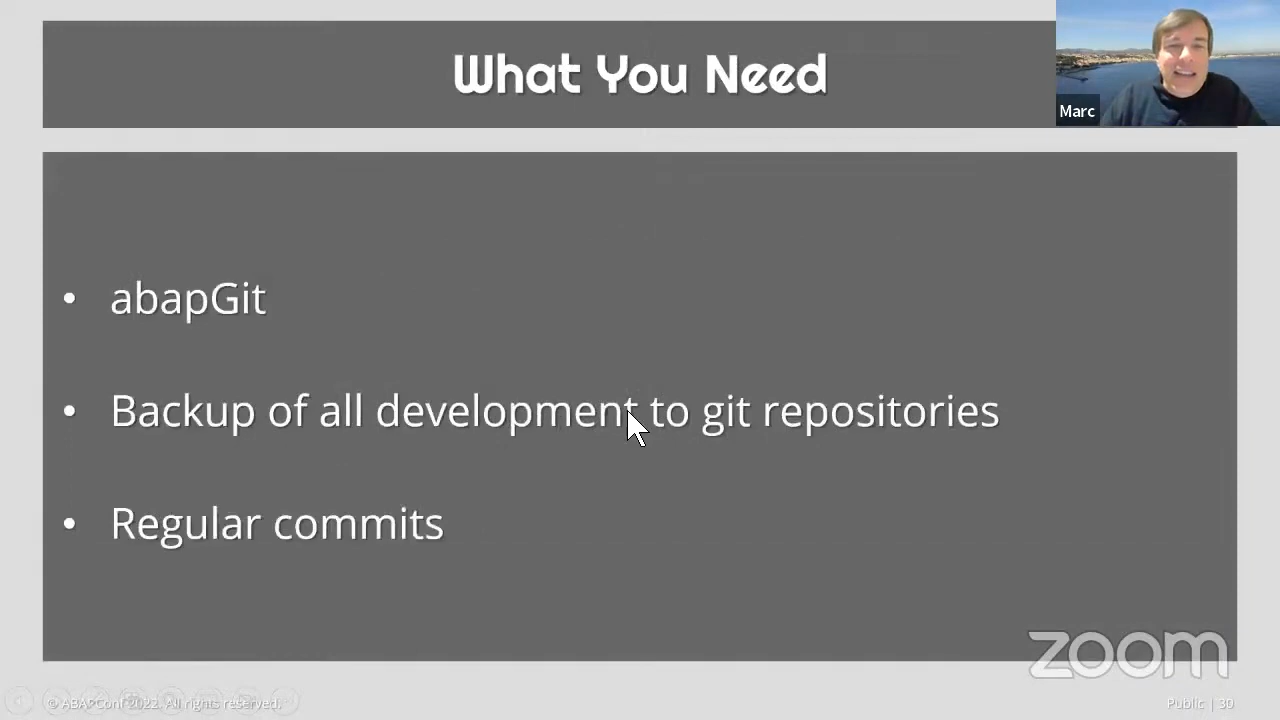 What You Need
Marc
• abapGit
• Backup of all development to git repositories
• Regular commits
zoom
© ABAPConf 2022. All rights reserved.
Public | 30